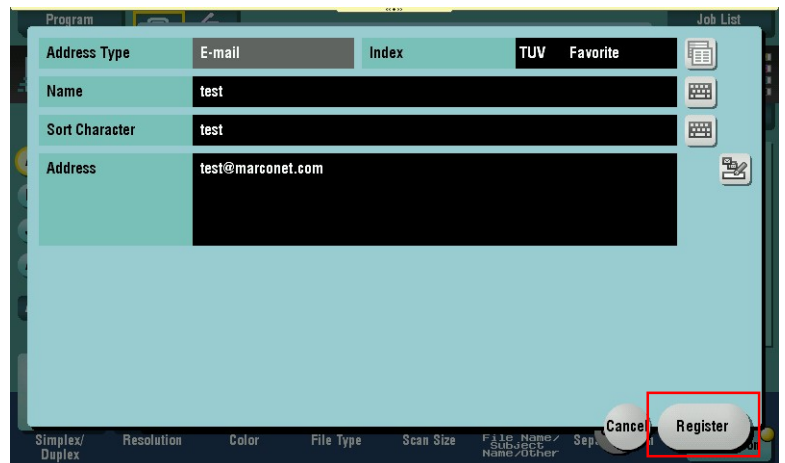 Program Job List
Address Type E-mail Index TUV Favorite
Name test
Sort Character test
Address test@marconet.com
Cancel Register
Simplex/ Resolution Color File Type Scan Size File Name/
Duplex Subject
Name/Other